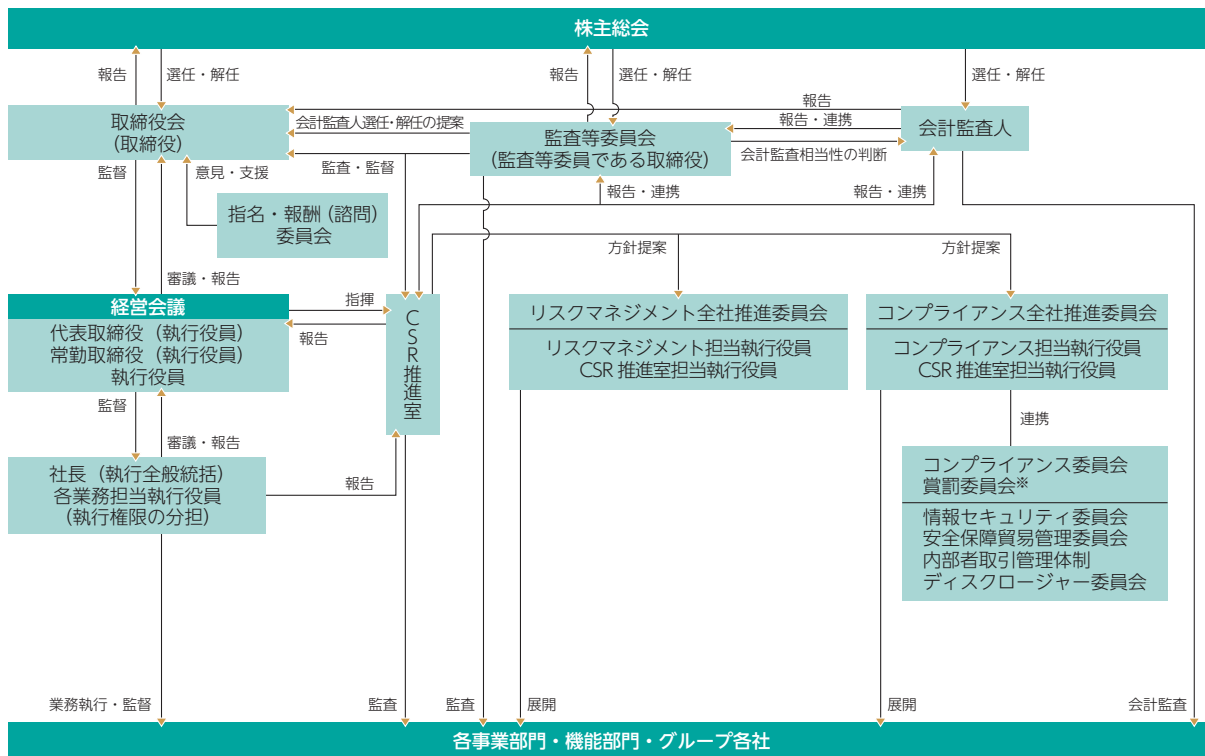 株主総会
報告
選任・解任
報告
選任・解任
選任・解任
取締役会
(取締役)
会計監査人選任・解任の提案
監査等委員会
(監査等委員である取締役)
報告
報告・連携
会計監査人
会計監査相当性の判断
監督
意見・支援
監査・監督
報告・連携
報告・連携
指名・報酬(諮問)
委員会
方針提案
方針提案
審議・報告
経営会議
代表取締役(執行役員)
常勤取締役(執行役員)
執行役員
指揮
報告
CSR推進室
リスクマネジメント全社推進委員会
リスクマネジメント担当執行役員
CSR 推進室担当執行役員
コンプライアンス全社推進委員会
コンプライアンス担当執行役員
CSR 推進室担当執行役員
監督
審議・報告
連携
社長(執行全般統括)
各業務担当執行役員
(執行権限の分担)
報告
コンプライアンス委員会
賞罰委員会※
情報セキュリティ委員会
安全保障貿易管理委員会
内部者取引管理体制
ディスクロージャー委員会
業務執行・監督
監査
監査
展開
展開
会計監査
各事業部門・機能部門・グループ各社